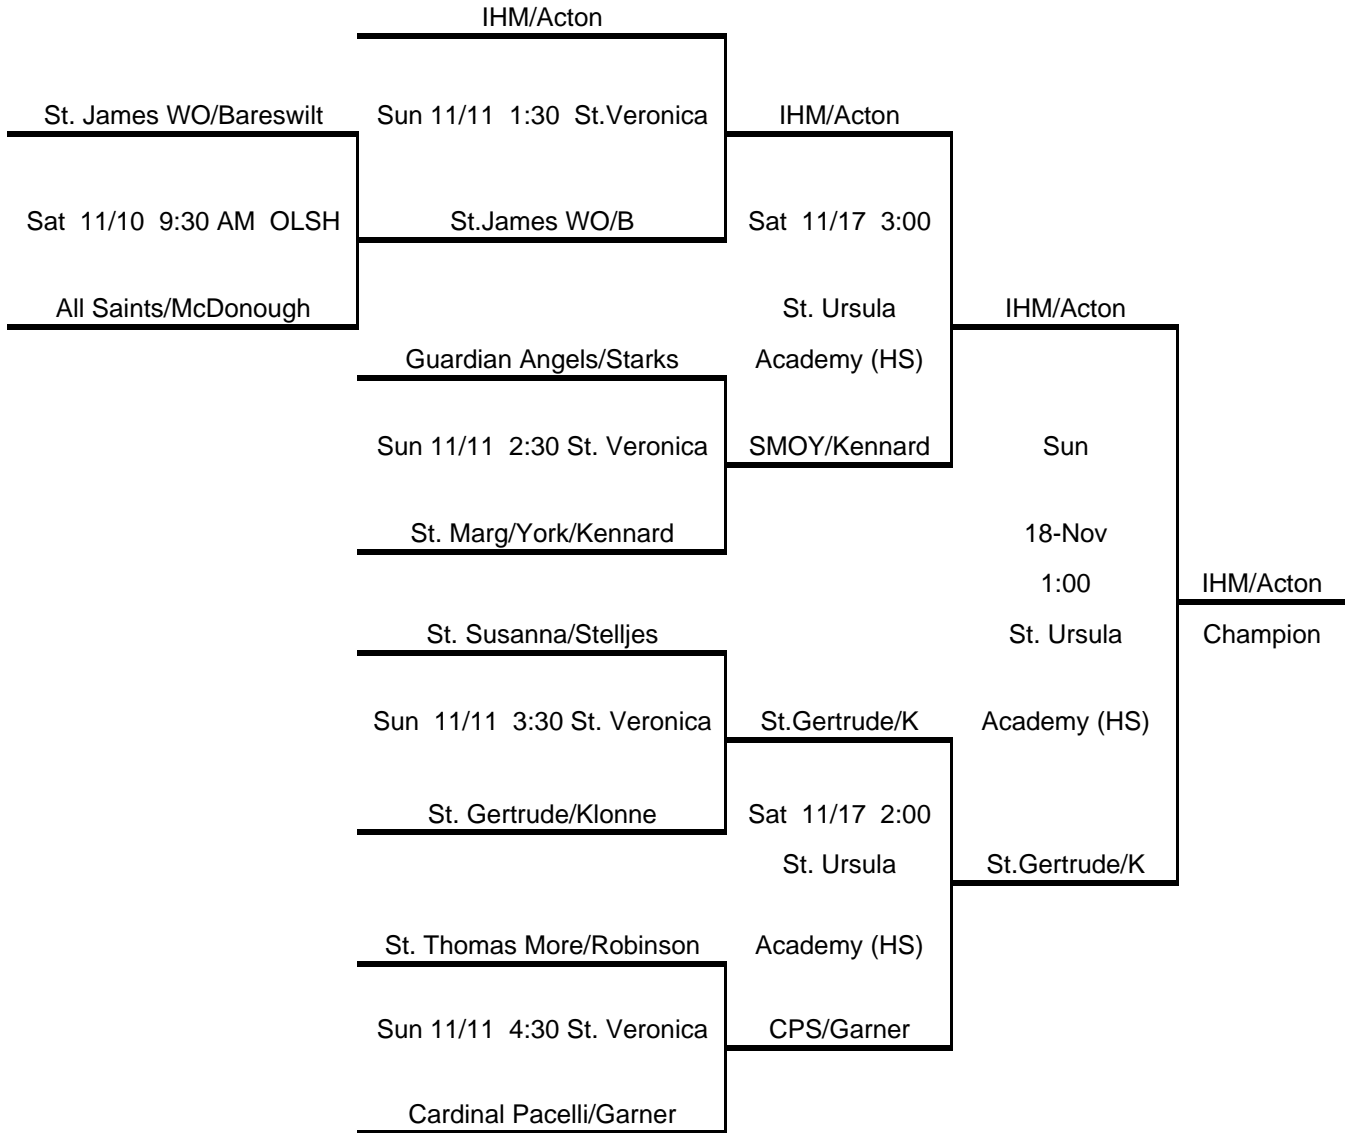 IHM/Acton
St. James WO/Bareswilt
Sun 11/11 1:30 St.Veronica
IHM/Acton
Sat 11/10 9:30 AM OLSH
St.James WO/B
Sat 11/17 3:00
All Saints/McDonough
St. Ursula
IHM/Acton
Guardian Angels/Starks
Academy (HS)
Sun 11/11 2:30 St. Veronica
SMOY/Kennard
Sun
St. Marg/York/Kennard
18-Nov
1:00
IHM/Acton
St. Susanna/Stelljes
St. Ursula
Champion
Sun 11/11 3:30 St. Veronica
St.Gertrude/K
Academy (HS)
St. Gertrude/Klonne
Sat 11/17 2:00
St. Ursula
St.Gertrude/K
St. Thomas More/Robinson
Academy (HS)
Sun 11/11 4:30 St. Veronica
CPS/Garner
Cardinal Pacelli/Garner